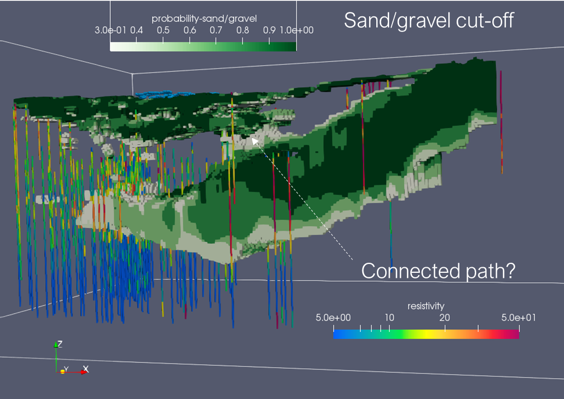 probability-sand/gravel
3.0e-01 0.4 0.5 0.6 0.7 0.8 0.9 1.0e+00
Sand/gravel cut-off
Connected path?
resistivity
5.0e+00 10 20 5.0e+01
Z
Y X